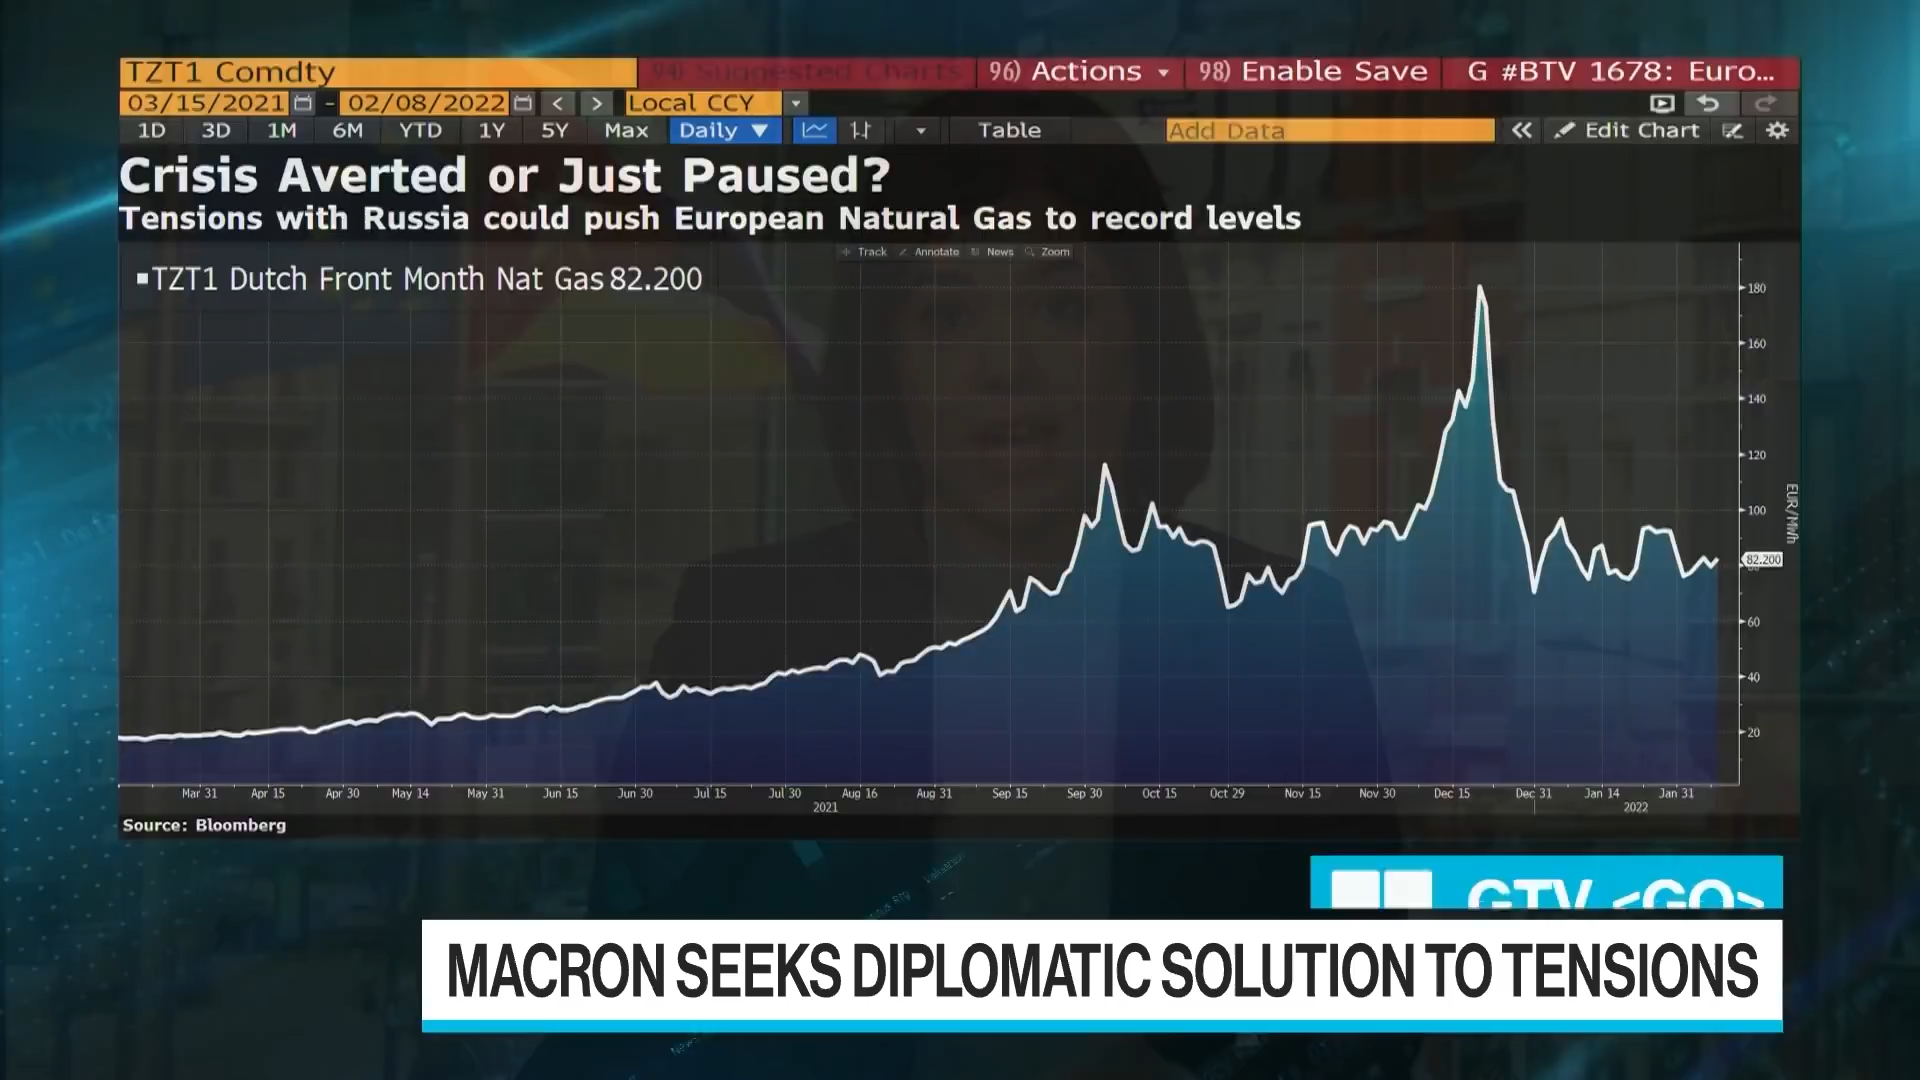 TZT1 Comdty 94) Suggested Charts 96) Actions 98) Enable Save G #BTV 1678: Euro...
03/15/2021 - 02/08/2022 < > Local CCY
1D 3D 1M 6M YTD 1Y 5Y Max Daily Table Add Data Edit Chart
Crisis Averted or Just Paused?
Tensions with Russia could push European Natural Gas to record levels
Track Annotate News Zoom
TZT1 Dutch Front Month Nat Gas 82.200
180
160
140
120
100
82.200
60
40
20
EUR/MWh
Mar 31 Apr 15 Apr 30 May 14 May 31 Jun 15 Jun 30 Jul 15 Jul 30 Aug 16 Aug 31 Sep 15 Sep 30 Oct 15 Oct 29 Nov 15 Nov 30 Dec 15 Dec 31 Jan 14 Jan 31
2021 2022
Source: Bloomberg
GTV <GO>
MACRON SEEKS DIPLOMATIC SOLUTION TO TENSIONS